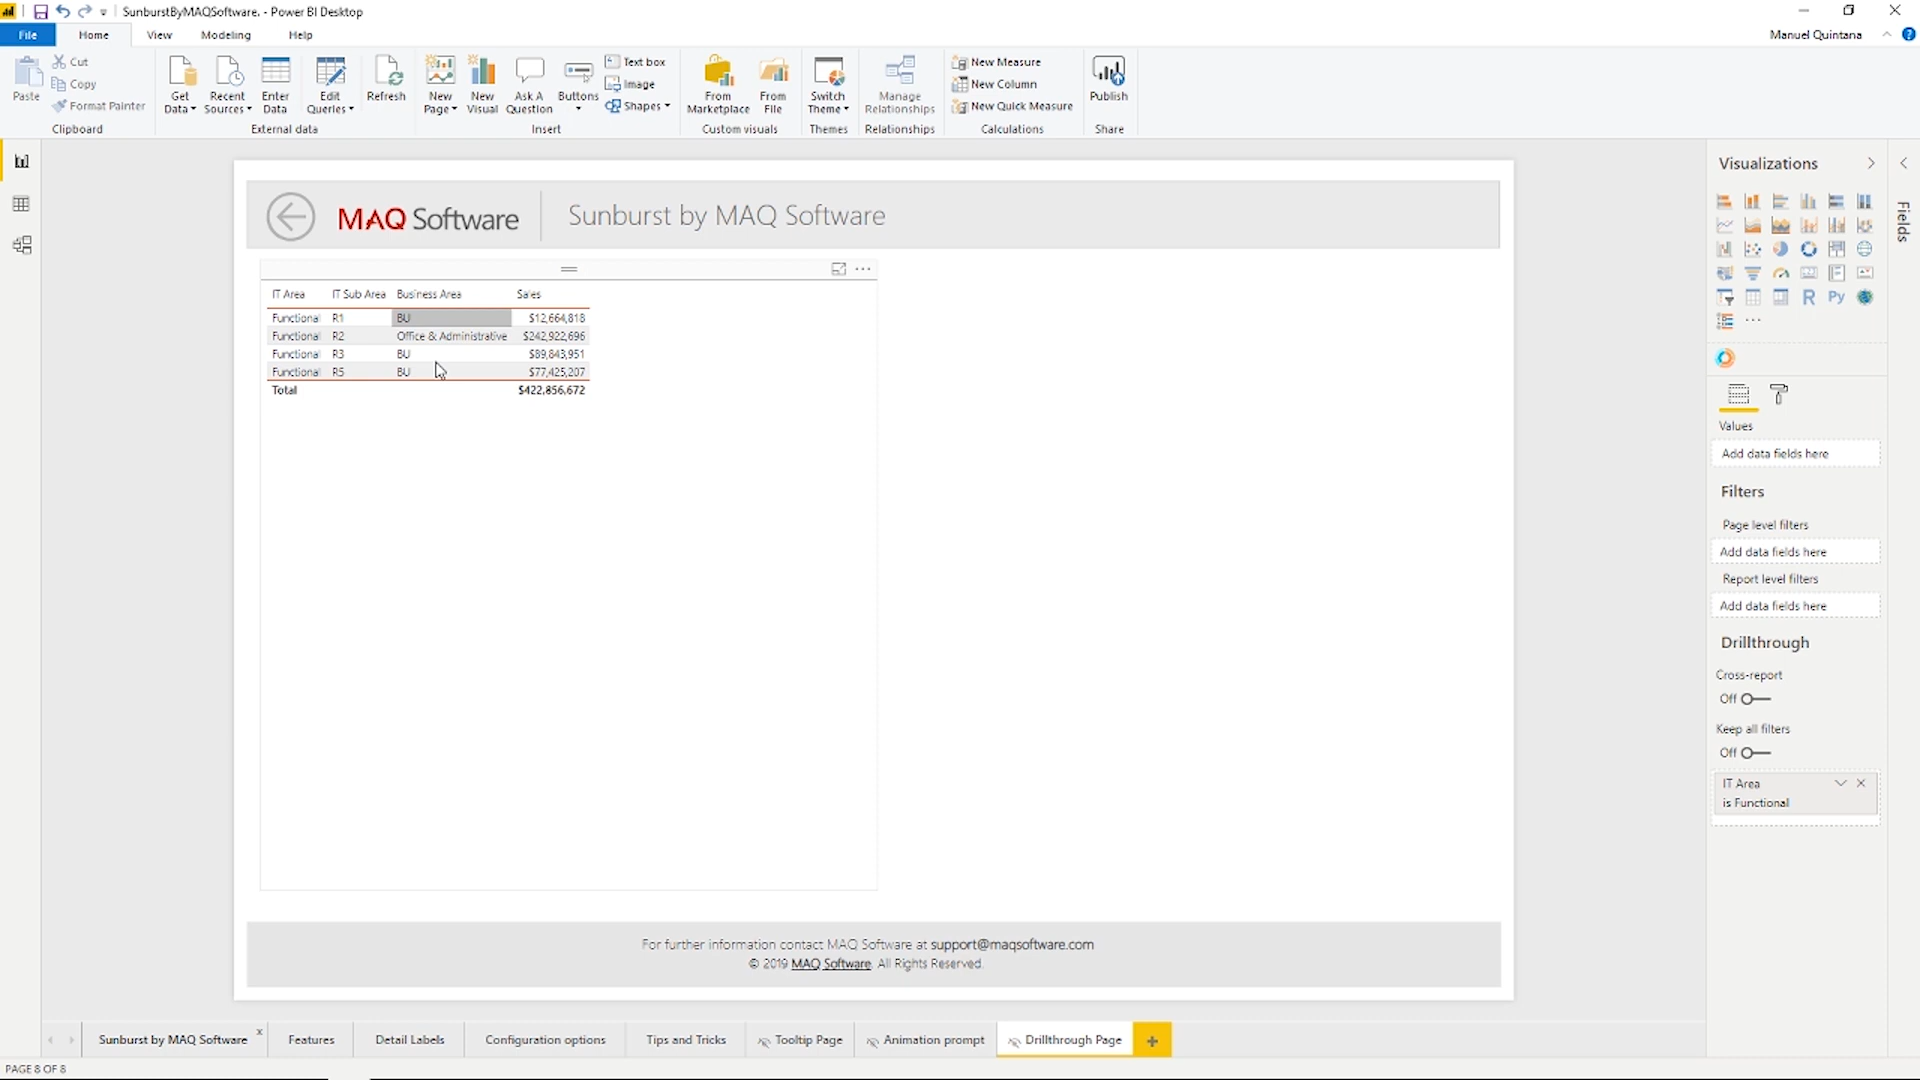 SunburstByMAQSoftware. - Power BI Desktop
File Home View Modeling Help
Manuel Quintana
Paste
Cut
Copy
Format Painter
Clipboard
Get Data
Recent Sources
Enter Data
Edit Queries
Refresh
External data
New Page
New Visual
Ask A Question
Buttons
Text box
Image
Shapes
Insert
From Marketplace
From File
Custom visuals
Switch Theme
Themes
Manage Relationships
Relationships
New Measure
New Column
New Quick Measure
Calculations
Publish
Share
MAQ Software
Sunburst by MAQ Software
IT Area IT Sub Area Business Area Sales
Functional R1 BU $12,664,818
Functional R2 Office & Administrative $242,922,696
Functional R3 BU $89,843,951
Functional R5 BU $77,425,207
Total $422,856,672
For further information contact MAQ Software at support@maqsoftware.com
© 2019 MAQ Software. All Rights Reserved.
Visualizations
Fields
R Py
Values
Add data fields here
Filters
Page level filters
Add data fields here
Report level filters
Add data fields here
Drillthrough
Cross-report
Off
Keep all filters
Off
IT Area
is Functional
Sunburst by MAQ Software
Features
Detail Labels
Configuration options
Tips and Tricks
Tooltip Page
Animation prompt
Drillthrough Page
PAGE 8 OF 8